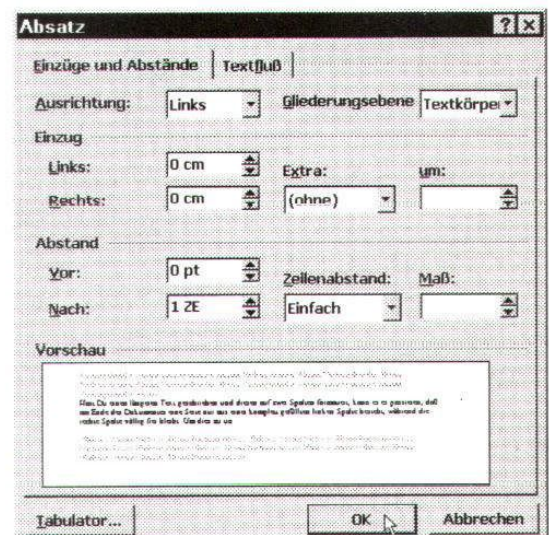 Absatz
Einzüge und Abstände Textfluß
Ausrichtung: Links Gliederungsebene Textkörper
Einzug
Links: 0 cm Extra: um:
Rechts: 0 cm (ohne)
Abstand
Vor: 0 pt Zeilenabstand: Maß:
Nach: 1 ZE Einfach
Vorschau
Tabulator... OK Abbrechen